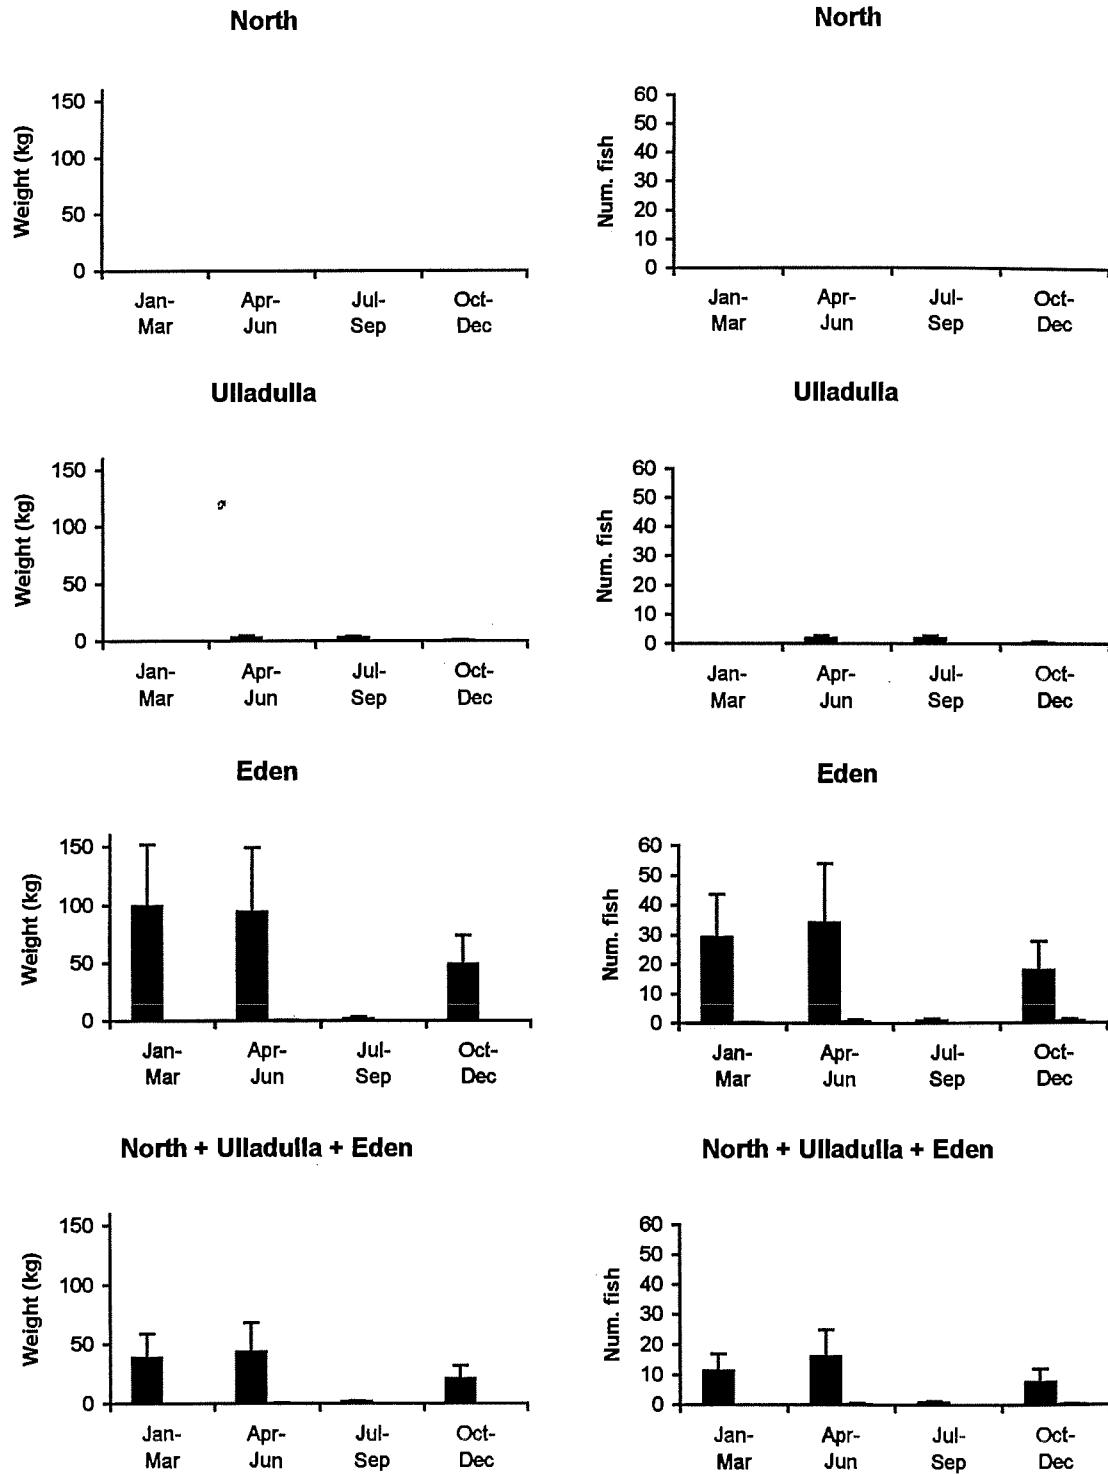 North
Weight (kg)
150
100
50
0
Jan-
Mar
Apr-
Jun
Jul-
Sep
Oct-
Dec
North
Num. fish
60
50
40
30
20
10
0
Jan-
Mar
Apr-
Jun
Jul-
Sep
Oct-
Dec
Ulladulla
Weight (kg)
150
100
50
0
Jan-
Mar
Apr-
Jun
Jul-
Sep
Oct-
Dec
Ulladulla
Num. fish
60
50
40
30
20
10
0
Jan-
Mar
Apr-
Jun
Jul-
Sep
Oct-
Dec
Eden
Weight (kg)
150
100
50
0
Jan-
Mar
Apr-
Jun
Jul-
Sep
Oct-
Dec
Eden
Num. fish
60
50
40
30
20
10
0
Jan-
Mar
Apr-
Jun
Jul-
Sep
Oct-
Dec
North + Ulladulla + Eden
Weight (kg)
150
100
50
0
Jan-
Mar
Apr-
Jun
Jul-
Sep
Oct-
Dec
North + Ulladulla + Eden
Num. fish
60
50
40
30
20
10
0
Jan-
Mar
Apr-
Jun
Jul-
Sep
Oct-
Dec